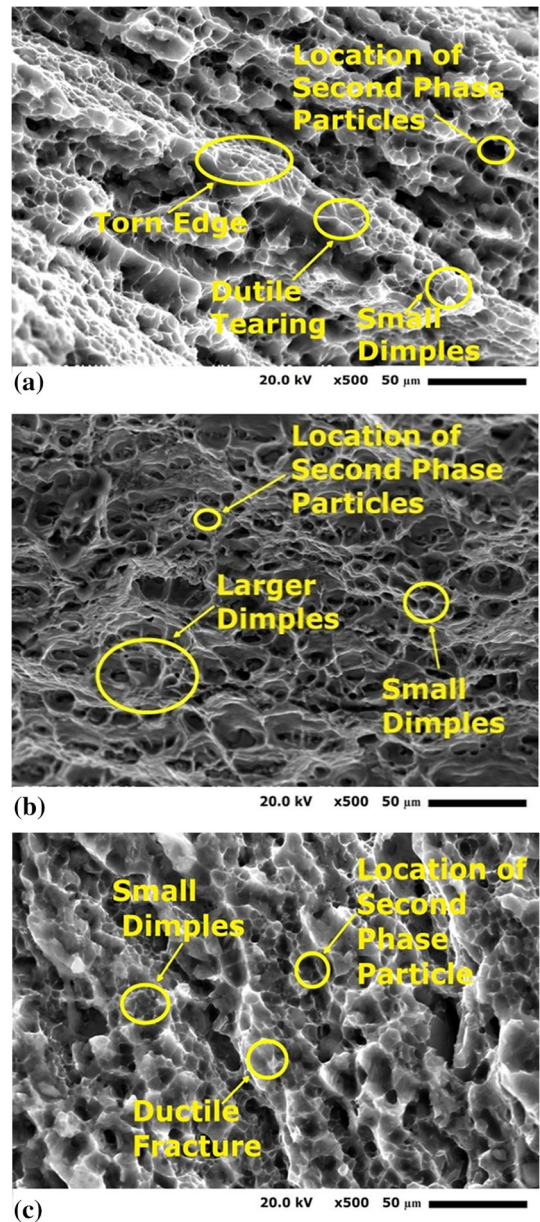 Location of
Second Phase
Particles
Torn Edge
Dutile
Tearing
Small
Dimples
(a)
20.0 kV x500 50 µm
Location of
Second Phase
Particles
Larger
Dimples
Small
Dimples
(b)
20.0 kV x500 50 µm
Small
Dimples
Location of
Second
Phase
Particle
Ductile
Fracture
(c)
20.0 kV x500 50 µm